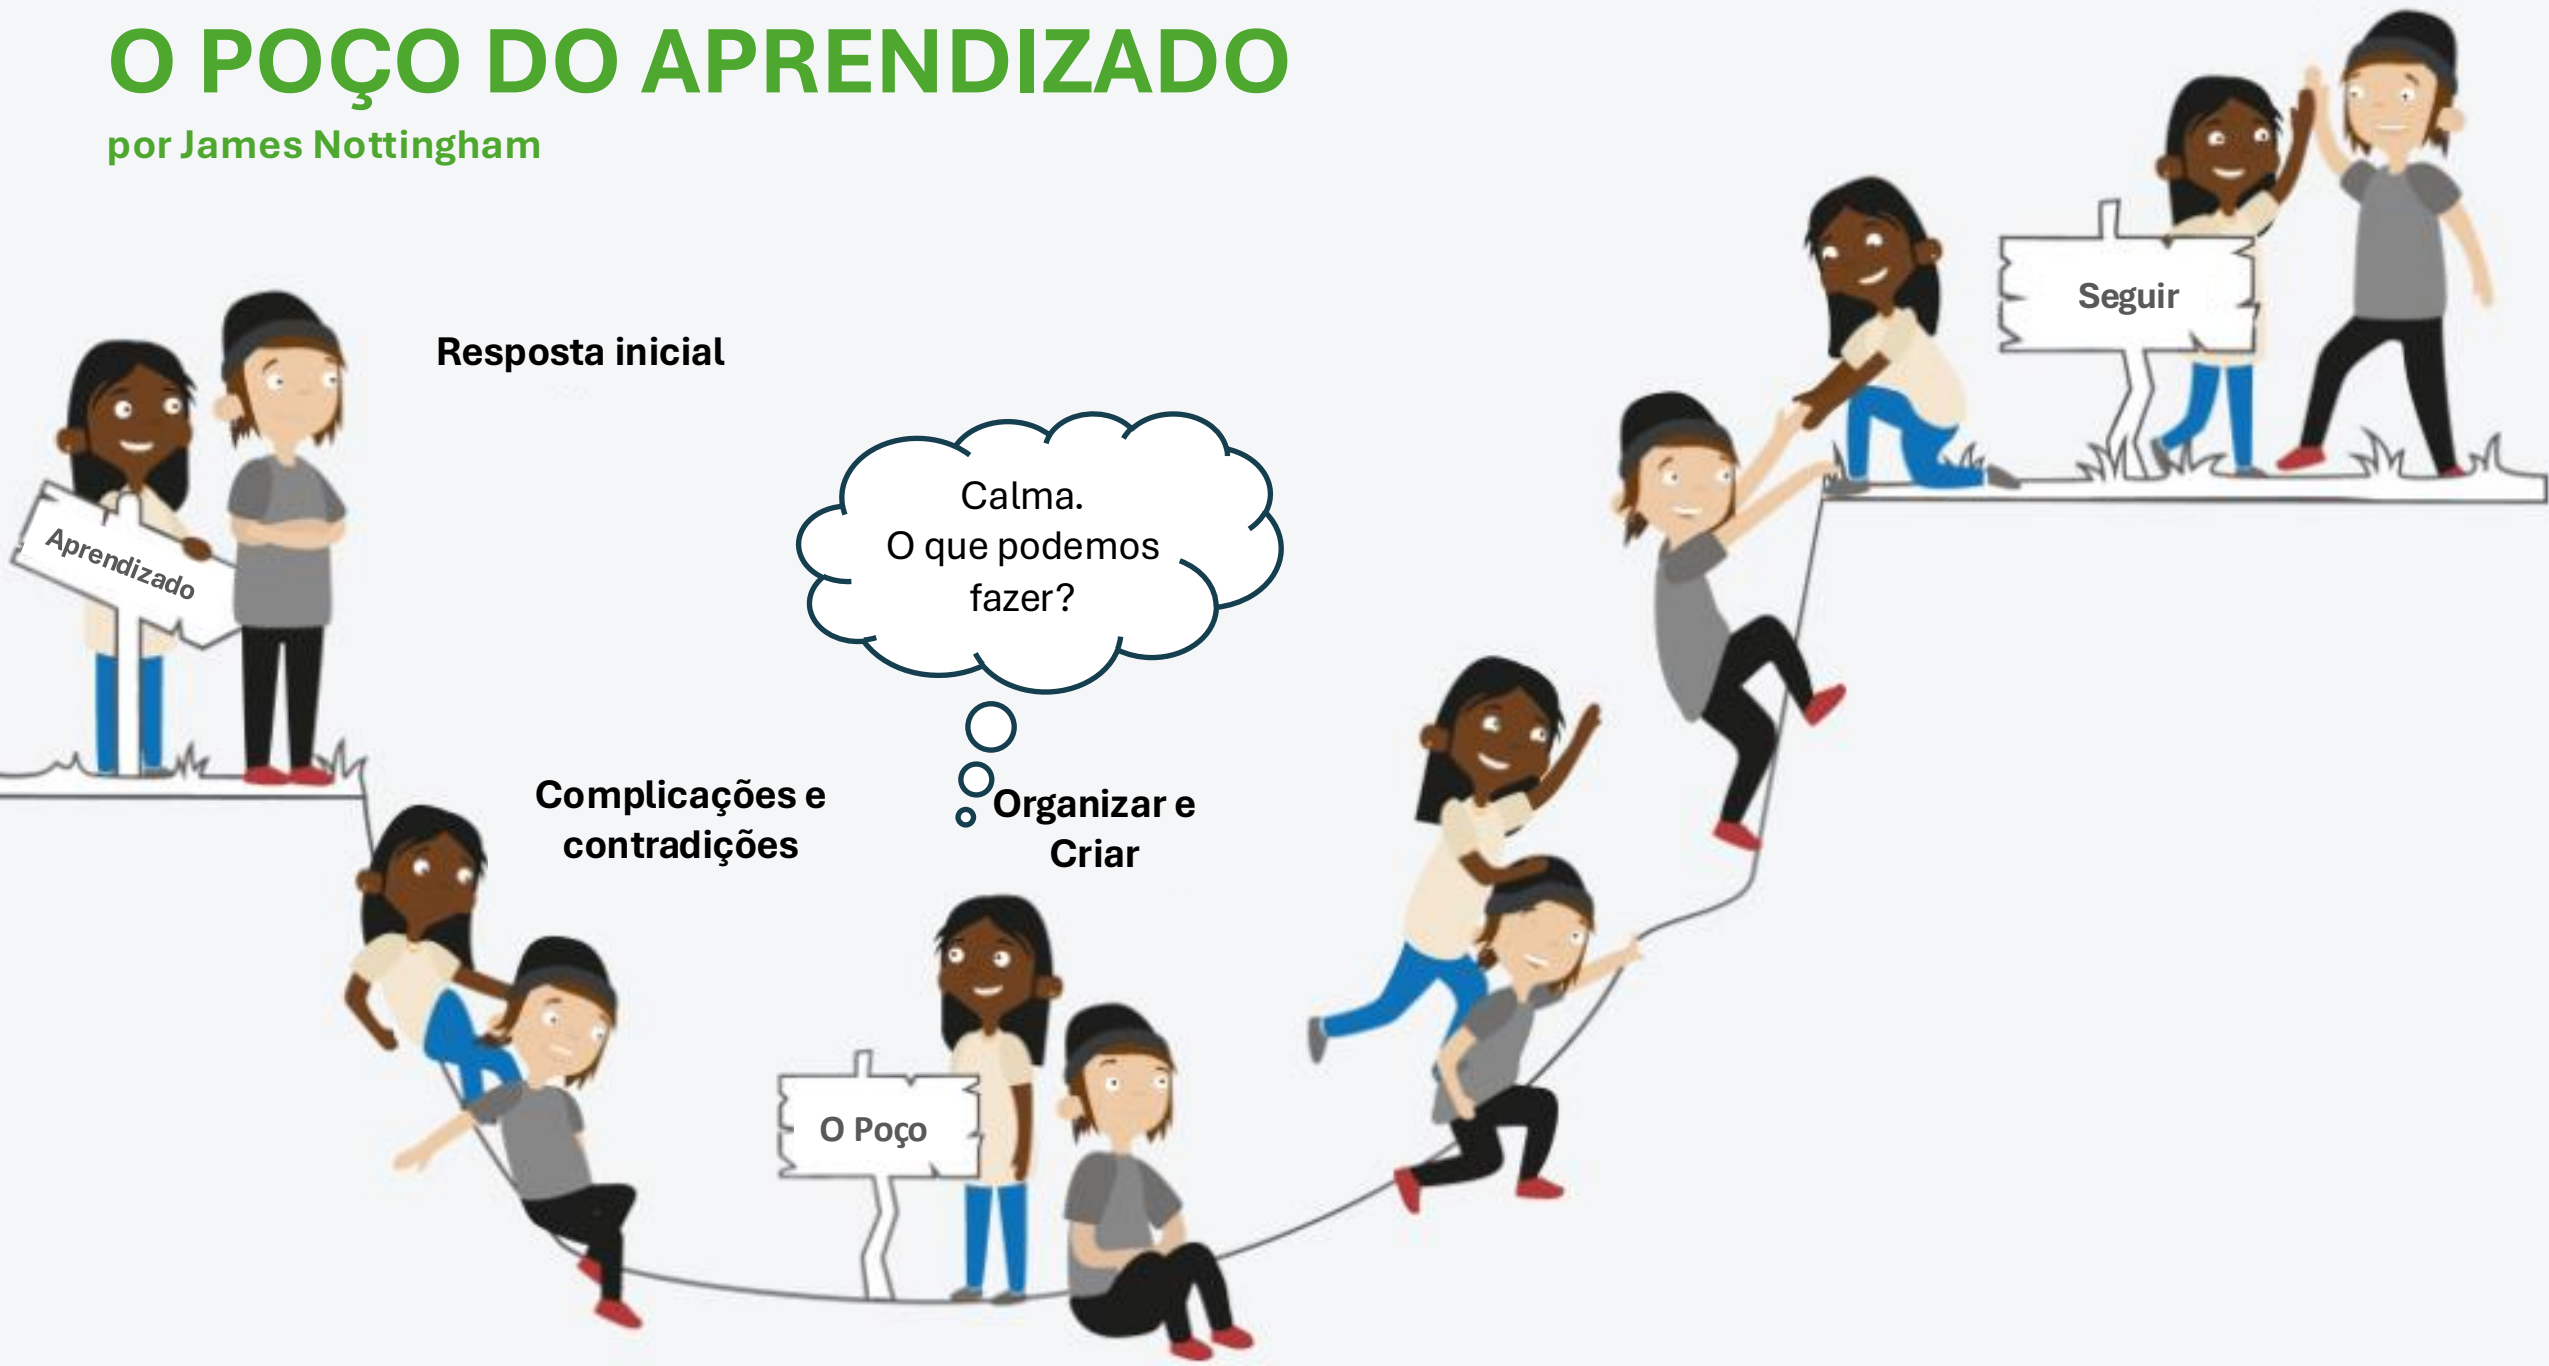 O POÇO DO APRENDIZADO
por James Nottingham
Seguir
Resposta inicial
Calma.
O que podemos
fazer?
Aprendizado
Complicações e
contradições
Organizar e
Criar
O Poço